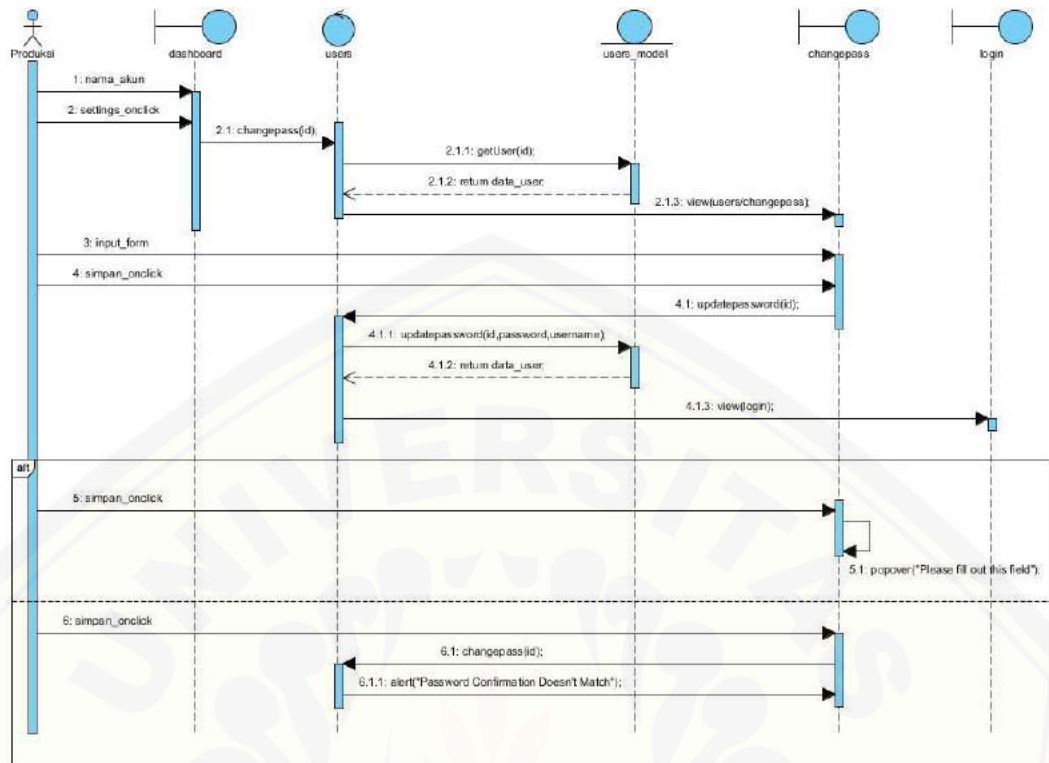 Produksi
dashboard
users
users_model
changepass
login
1: nama_akun
2: settings_onclick
2.1: changepass(id);
2.1.1: getUser(id);
2.1.2: return data_user;
2.1.3: view(users/changepass);
3: input_form
4: simpan_onclick
4.1: updatepassword(id);
4.1.1: updatepassword(id,password,username)
4.1.2: return data_user;
4.1.3: view(login);
alt
5: simpan_onclick
5.1: popover("Please fill out this field");
6: simpan_onclick
6.1: changepass(id);
6.1.1: alert("Password Confirmation Doesn't Match");
UNIVERSITAS